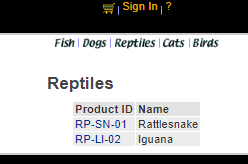 Sign In | ?
Fish | Dogs | Reptiles | Cats | Birds
Reptiles
Product ID Name
RP-SN-01 Rattlesnake
RP-LI-02 Iguana